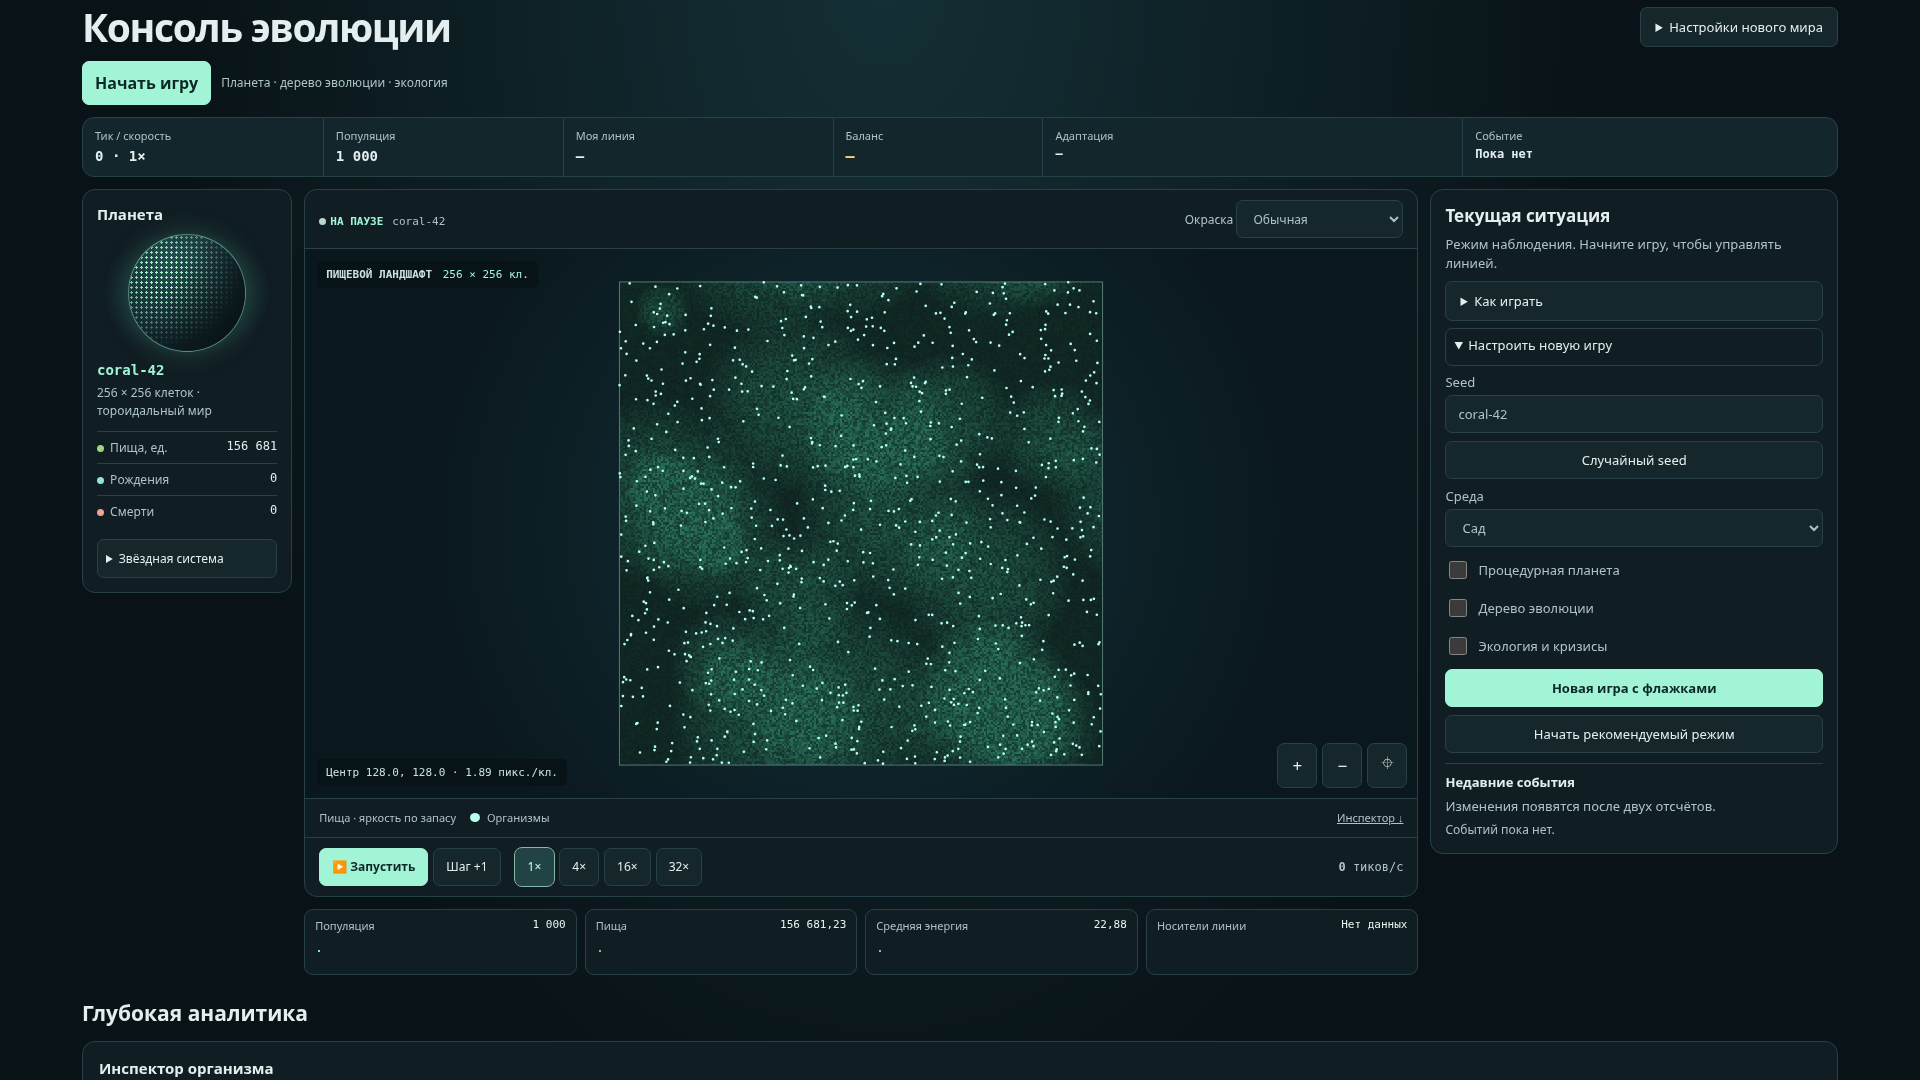 Консоль эволюции
Настройки нового мира
Начать игру
Планета · дерево эволюции · экология
Тик / скорость
0 · 1×
Популяция
1 000
Моя линия
—
Баланс
—
Адаптация
—
Событие
Пока нет
Планета
coral-42
256 × 256 клеток ·
тороидальный мир
Пища, ед.
156 681
Рождения
0
Смерти
0
Звёздная система
НА ПАУЗЕ coral-42
Окраска
Обычная
ПИЩЕВОЙ ЛАНДШАФТ 256 × 256 кл.
Центр 128.0, 128.0 · 1.89 пикс./кл.
+
−
Пища · яркость по запасу
Организмы
Инспектор ↓
Запустить
Шаг +1
1×
4×
16×
32×
0 тиков/с
Популяция
1 000
Пища
156 681,23
Средняя энергия
22,88
Носители линии
Нет данных
Текущая ситуация
Режим наблюдения. Начните игру, чтобы управлять
линией.
Как играть
Настроить новую игру
Seed
coral-42
Случайный seed
Среда
Сад
Процедурная планета
Дерево эволюции
Экология и кризисы
Новая игра с флажками
Начать рекомендуемый режим
Недавние события
Изменения появятся после двух отсчётов.
Событий пока нет.
Глубокая аналитика
Инспектор организма